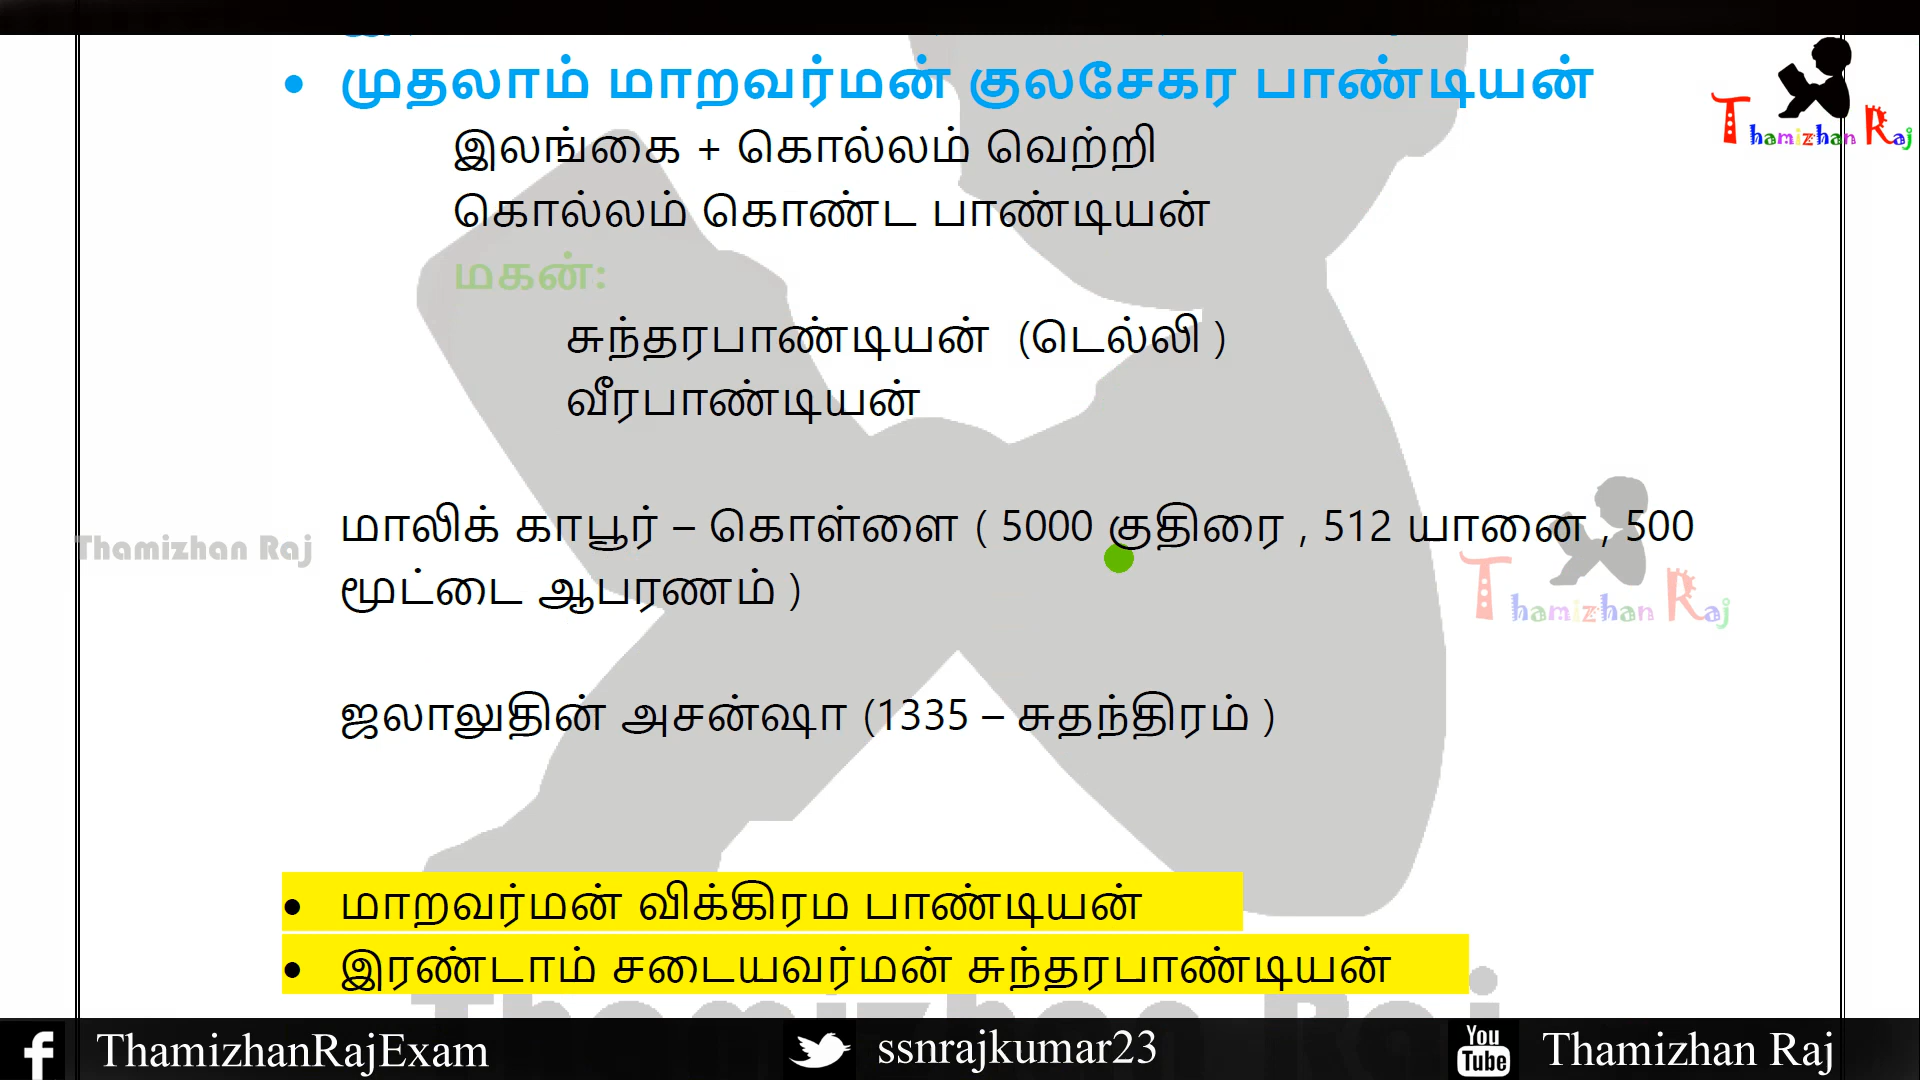 • முதலாம் மாறவர்மன் குலசேகர பாண்டியன்
Thamizhan Raj
இலங்கை + கொல்லம் வெற்றி
கொல்லம் கொண்ட பாண்டியன்
மகன்:
சுந்தரபாண்டியன் (டெல்லி )
வீரபாண்டியன்
மாலிக் காபூர் – கொள்ளை ( 5000 குதிரை , 512 யானை , 500
Thamizhan Raj
மூட்டை ஆபரணம் )
Thamizhan Raj
ஜலாலுதின் அசன்ஷா (1335 – சுதந்திரம் )
• மாறவர்மன் விக்கிரம பாண்டியன்
• இரண்டாம் சடையவர்மன் சுந்தரபாண்டியன்
Thamizhan Raj
f ThamizhanRajExam ssnrajkumar23 You Tube Thamizhan Raj